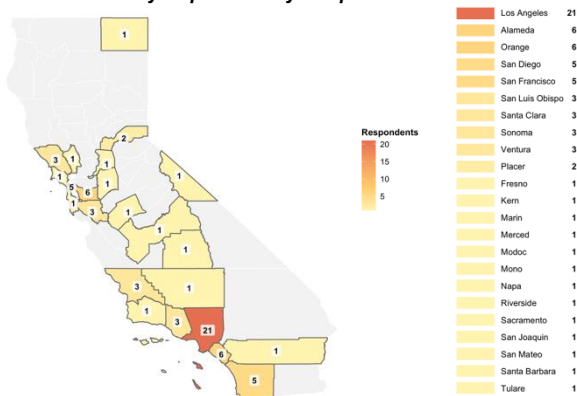 Respondents
20
15
10
5
1
2
3
1
1
1
1
5
6
1
1
3
1
1
1
3
1
1
3
21
6
1
5
Los Angeles 21
Alameda 6
Orange 6
San Diego 5
San Francisco 5
San Luis Obispo 3
Santa Clara 3
Sonoma 3
Ventura 3
Placer 2
Fresno 1
Kern 1
Marin 1
Merced 1
Modoc 1
Mono 1
Napa 1
Riverside 1
Sacramento 1
San Joaquin 1
San Mateo 1
Santa Barbara 1
Tulare 1